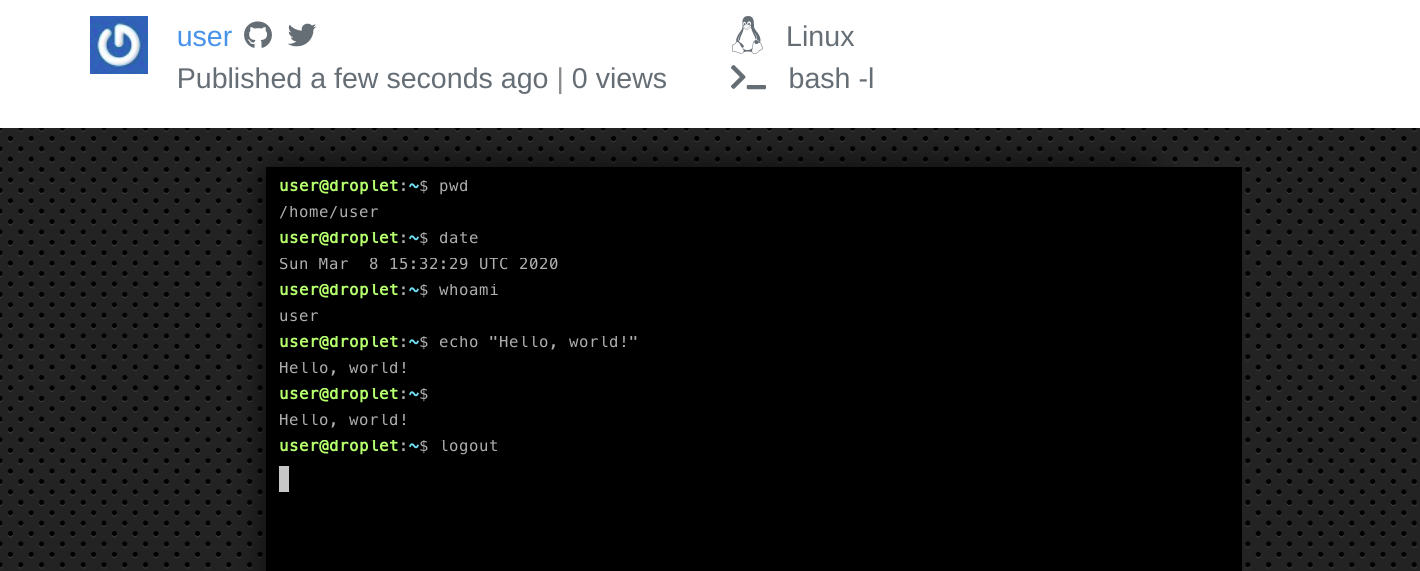 user
Published a few seconds ago | 0 views
Linux
bash -l
user@droplet:~$ pwd
/home/user
user@droplet:~$ date
Sun Mar  8 15:32:29 UTC 2020
user@droplet:~$ whoami
user
user@droplet:~$ echo "Hello, world!"
Hello, world!
user@droplet:~$
Hello, world!
user@droplet:~$ logout